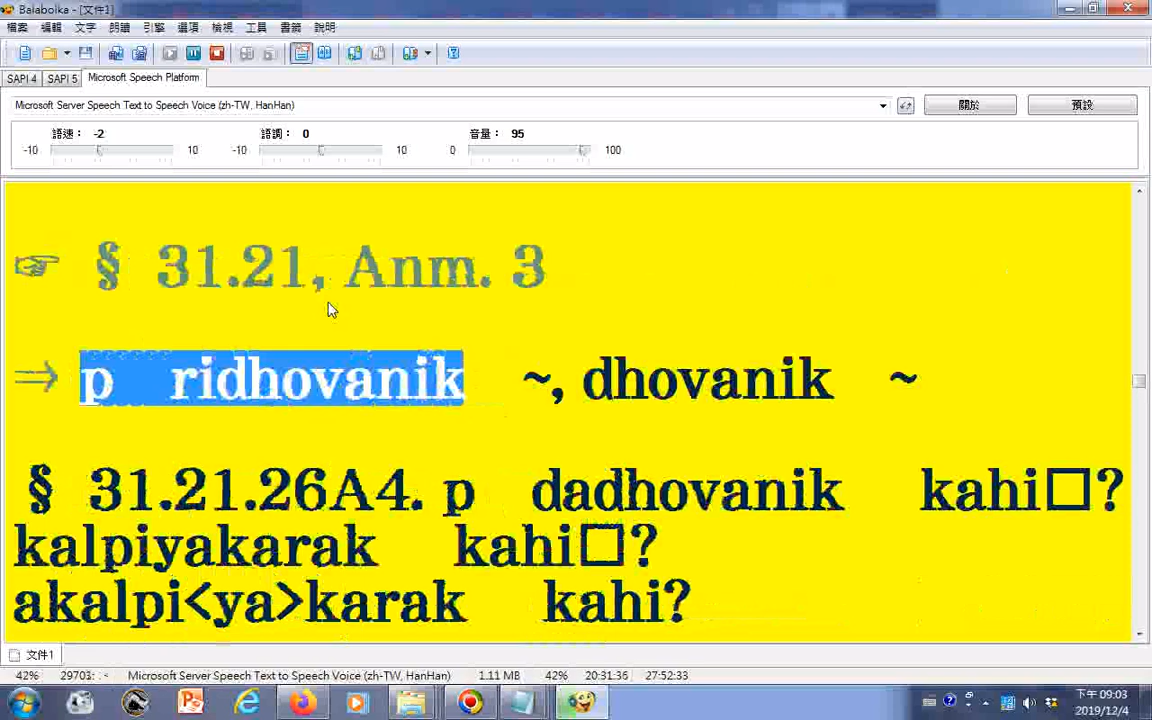 Balabolka - [文件1]
檔案 編輯 文字 朗讀 引擎 選項 檢視 工具 書籤 說明
SAPI 4 SAPI 5 Microsoft Speech Platform
Microsoft Server Speech Text to Speech Voice (zh-TW, HanHan) 關於 預設
語速： -2 語調： 0 音量： 95
-10 10 -10 10 0 100
☞ § 31.21, Anm. 3
⇒ p ridhovanik ~, dhovanik ~
§ 31.21.26A4. p dadhovanik kahi□?
kalpiyakarak kahi□?
akalpi<ya>karak kahi?
文件1
42% Microsoft Server Speech Text to Speech Voice (zh-TW, HanHan) 1.11 MB 42% 20:31:36 27:52:33
下午 09:03
2019/12/4